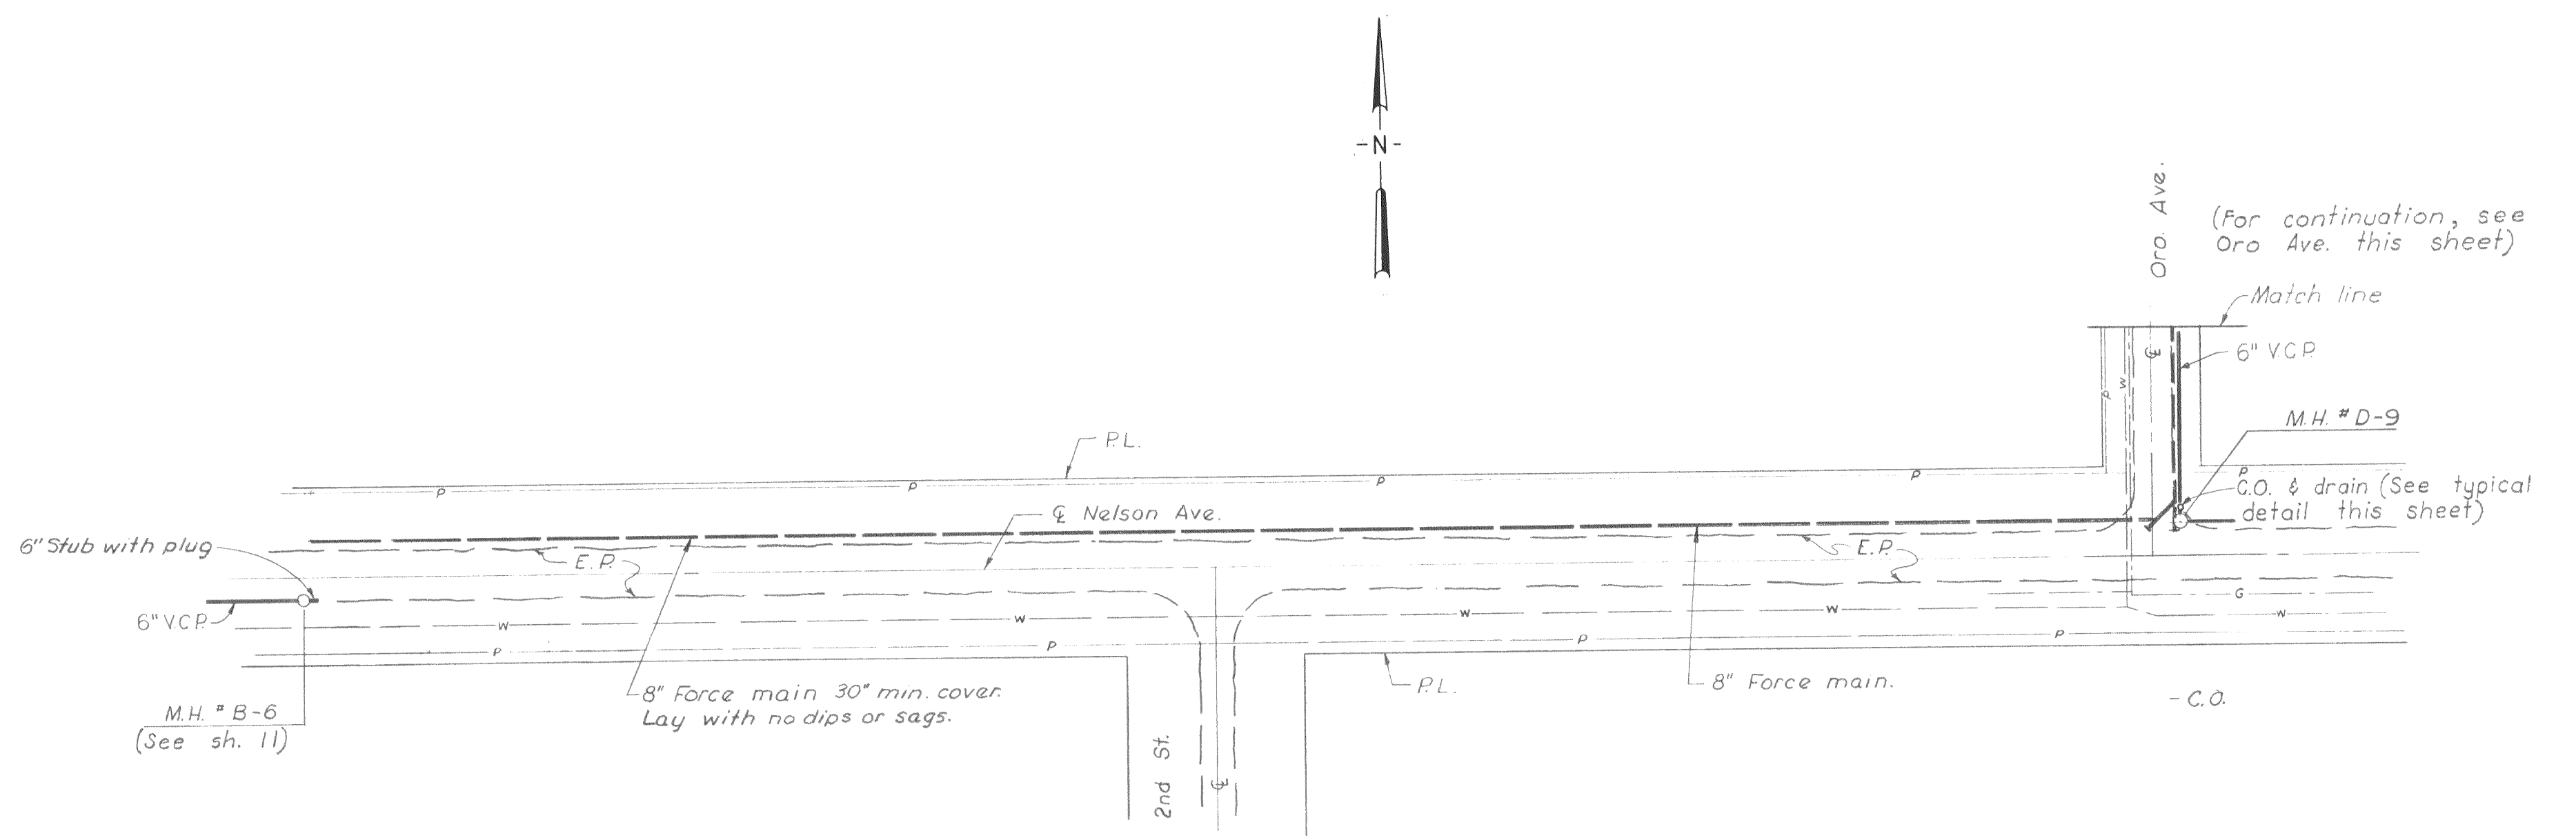 -N-
Oro. Ave.
(For continuation, see
Oro Ave. this sheet)
Match line
℄
6" V.C.P.
W
P
M.H. # D-9
P.L.
P
P
P
P
P
C.O. & drain (See typical
detail this sheet)
℄ Nelson Ave.
6" Stub with plug
E.P.
E.P.
6" V.C.P.
G
W
W
W
W
W
P
P
P
P
8" Force main 30" min. cover.
Lay with no dips or sags.
P.L.
8" Force main.
- C.O.
M.H. # B-6
(See sh. 11)
2nd St.
℄